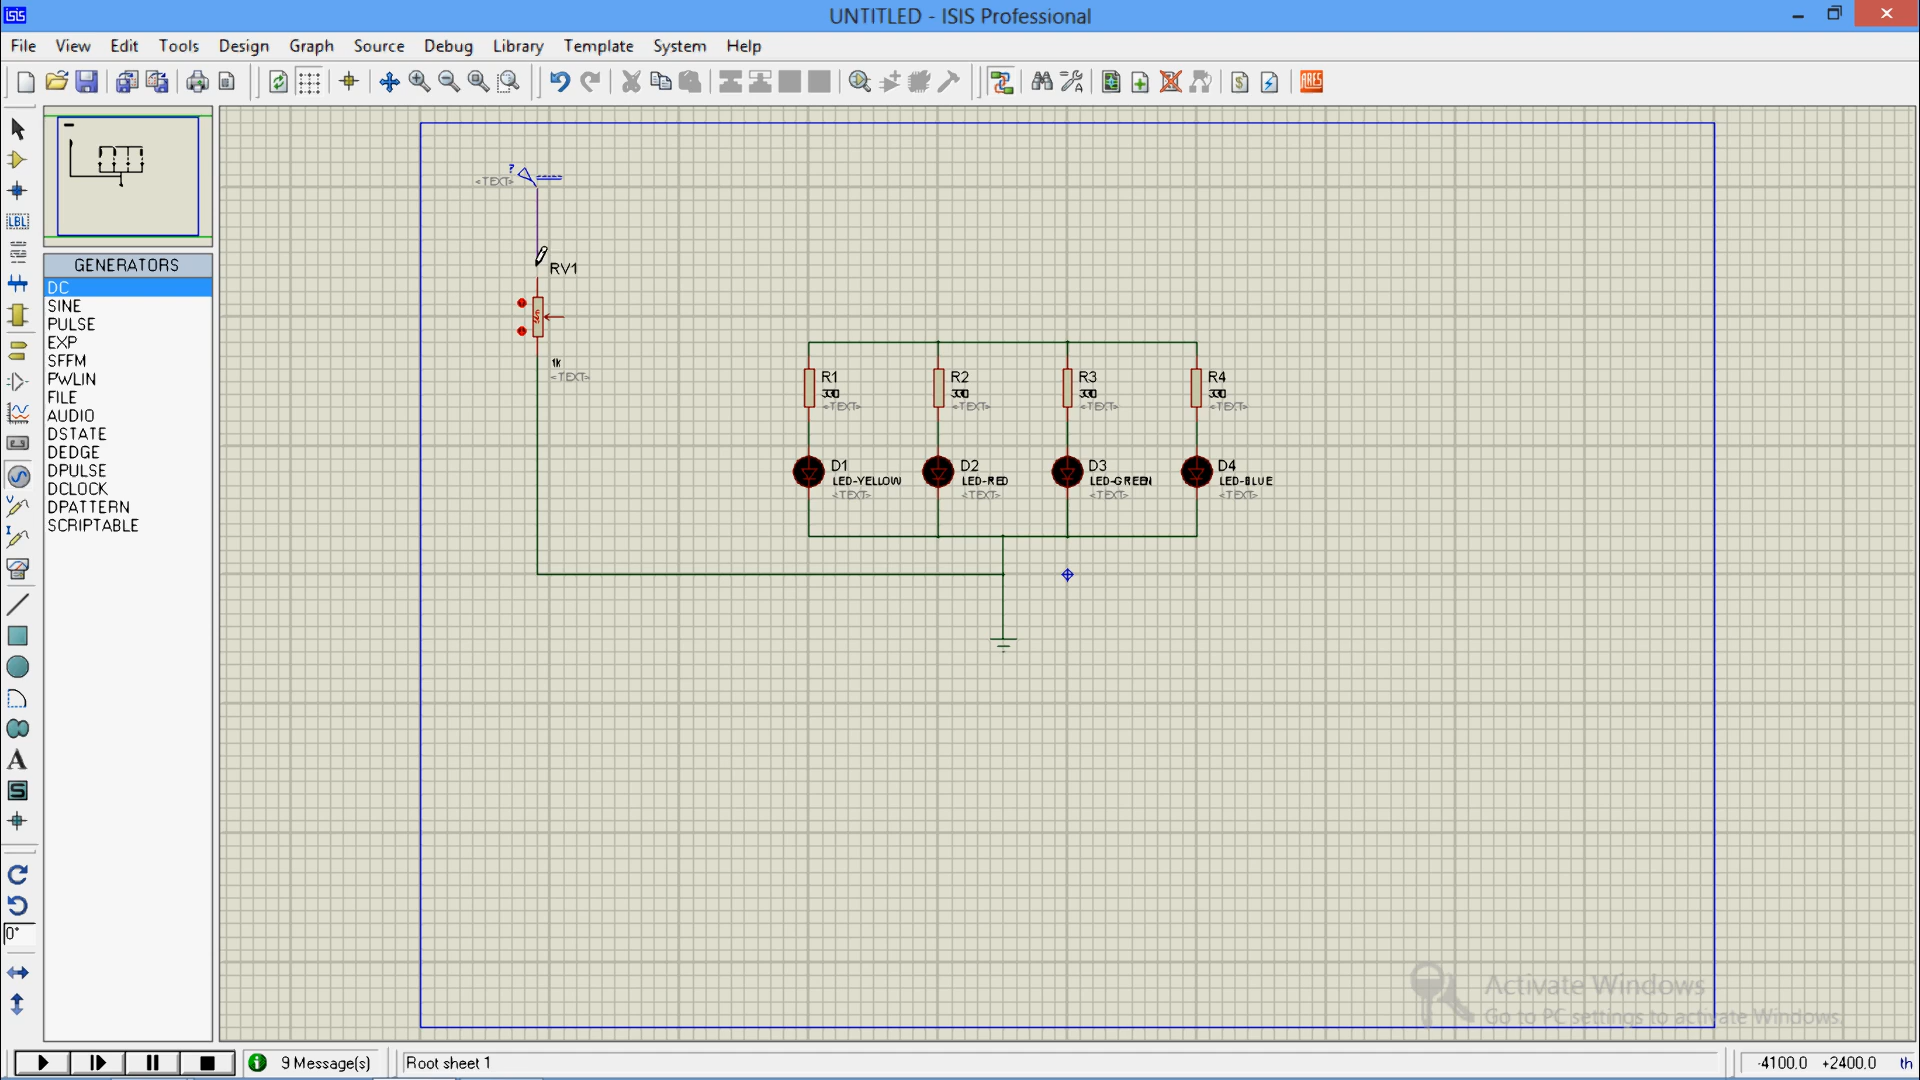 isis UNTITLED - ISIS Professional
File View Edit Tools Design Graph Source Debug Library Template System Help
ARES
LBL
GENERATORS
DC
SINE
PULSE
EXP
SFFM
PWLIN
FILE
AUDIO
DSTATE
DEDGE
DPULSE
DCLOCK
DPATTERN
SCRIPTABLE
?
<TEXT>
RV1
1k
<TEXT>
R1 R2 R3 R4
330 330 330 330
<TEXT> <TEXT> <TEXT> <TEXT>
D1 D2 D3 D4
LED-YELLOW LED-RED LED-GREEN LED-BLUE
<TEXT> <TEXT> <TEXT> <TEXT>
A
S
0°
Activate Windows
Go to PC settings to activate Windows.
9 Message(s) Root sheet 1 -4100.0 +2400.0 th